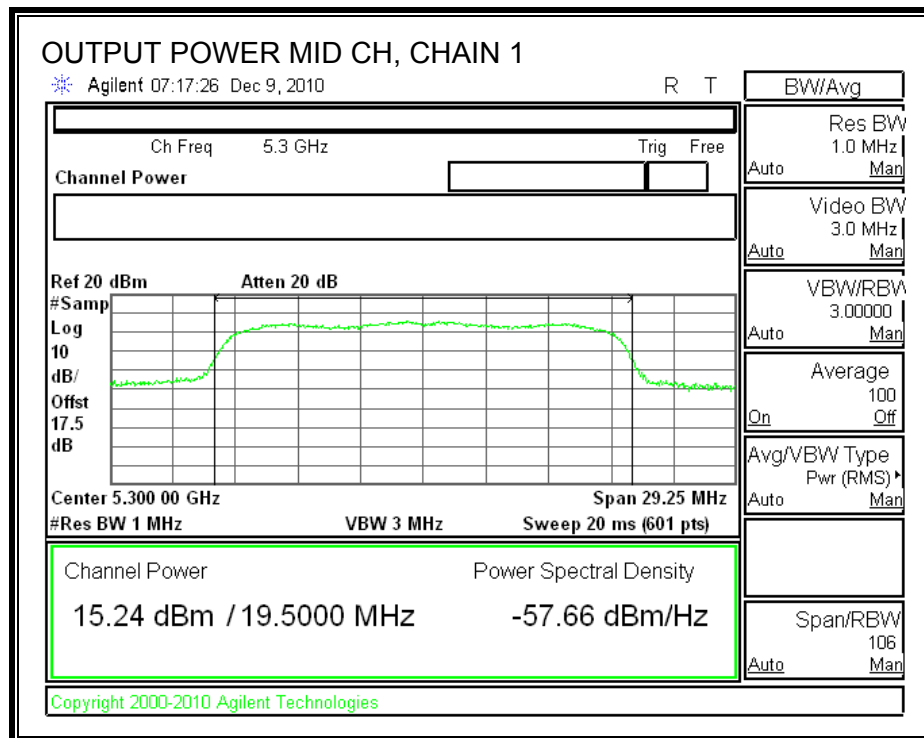 OUTPUT POWER MID CH, CHAIN 1
Agilent 07:17:26 Dec 9, 2010 R T
Ch Freq 5.3 GHz Trig Free
Channel Power
Ref 20 dBm Atten 20 dB
#Samp
Log
10
dB/
Offst
17.5
dB
Center 5.300 00 GHz Span 29.25 MHz
#Res BW 1 MHz VBW 3 MHz Sweep 20 ms (601 pts)
Channel Power Power Spectral Density
15.24 dBm / 19.5000 MHz -57.66 dBm/Hz
Copyright 2000-2010 Agilent Technologies
BW/Avg
Res BW
1.0 MHz
Auto Man
Video BW
3.0 MHz
Auto Man
VBW/RBW
3.00000
Auto Man
Average
100
On Off
Avg/VBW Type
Pwr (RMS)
Auto Man
Span/RBW
106
Auto Man